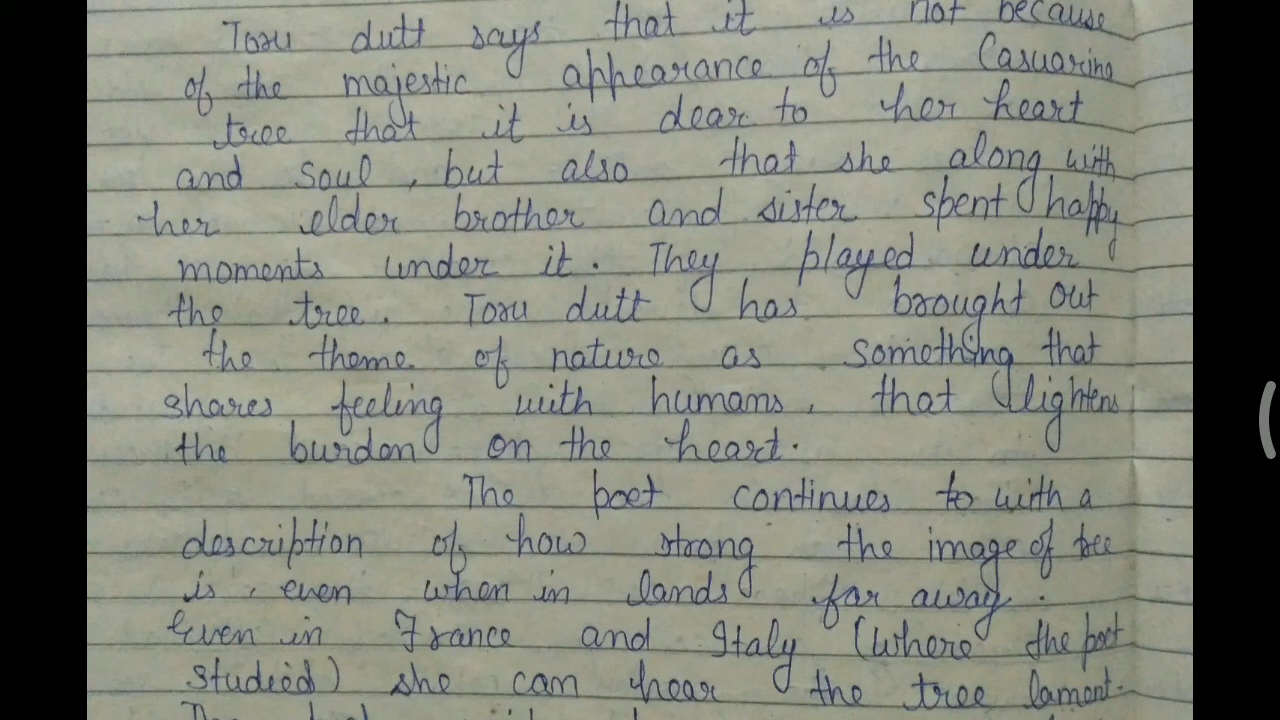 Toru dutt says that it is not because
of the majestic appearance of the Casuarina
tree that it is dear to her heart
and soul, but also that she along with
her elder brother and sister spent happy
moments under it. They played under
the tree. Toru dutt has brought out
the theme of nature as something that
shares feeling with humans, that lightens
the burden on the heart.
The poet continues to with a
description of how strong the image of tree
is, even when in lands far away.
Even in France and Italy (where the poet
studied) she can hear the tree lament.